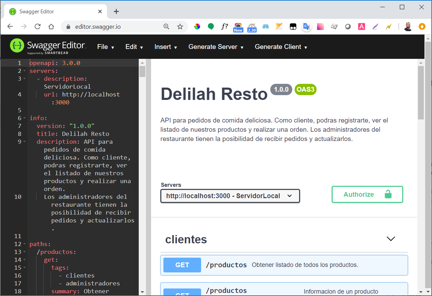 editor.swagger.io
Swagger Editor.
Supported by SMARTBEAR
File
Edit
Insert
Generate Server
Generate Client
1 openapi: 3.0.0
2 servers:
3 - description:
ServidorLocal
4 url: http://localhost
:3000
5
6 info:
7 version: "1.0.0"
8 title: Delilah Resto
9 description: API para
pedidos de comida
deliciosa. Como cliente,
podras registrarte, ver
el listado de nuestros
productos y realizar una
orden.
10 Los administradores del
restaurante tienen la
posibilidad de recibir
pedidos y actualizarlos
.
11
12 paths:
13 /productos:
14 get:
15 tags:
16 - clientes
17 - administradores
18 summary: Obtener
Delilah Resto 1.0.0 OAS3
API para pedidos de comida deliciosa. Como cliente, podras registrarte, ver el
listado de nuestros productos y realizar una orden. Los administradores del
restaurante tienen la posibilidad de recibir pedidos y actualizarlos.
Servers
http://localhost:3000 - ServidorLocal
Authorize
clientes
GET /productos Obtener listado de todos los productos.
GET /productos Informacion de un producto